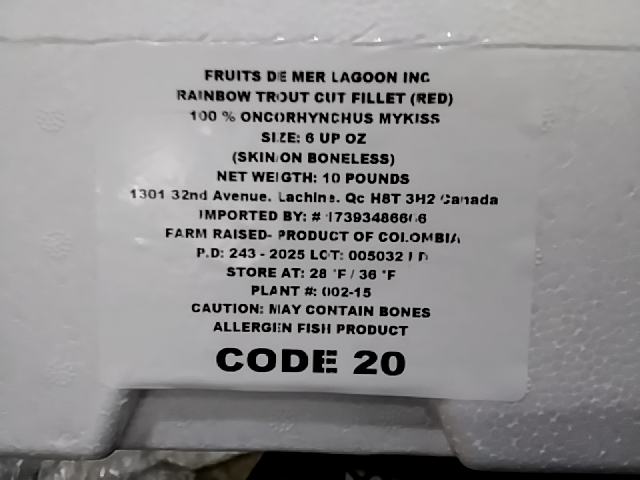 FRUITS DE MER LAGOON INC
RAINBOW TROUT CUT FILLET (RED)
100 % ONCORHYNCHUS MYKISS
SIZE: 6 UP OZ
(SKIN ON BONELESS)
NET WEIGTH: 10 POUNDS
1301 32nd Avenue. Lachine. Qc H8T 3H2 Canada
IMPORTED BY: #
FARM RAISED- PRODUCT OF COLOMBIA
P.D: 243 - 2025 LOT:
STORE AT: 28 °F / 36 °F
PLANT #: 002-15
CAUTION: MAY CONTAIN BONES
ALLERGEN FISH PRODUCT
CODE 20